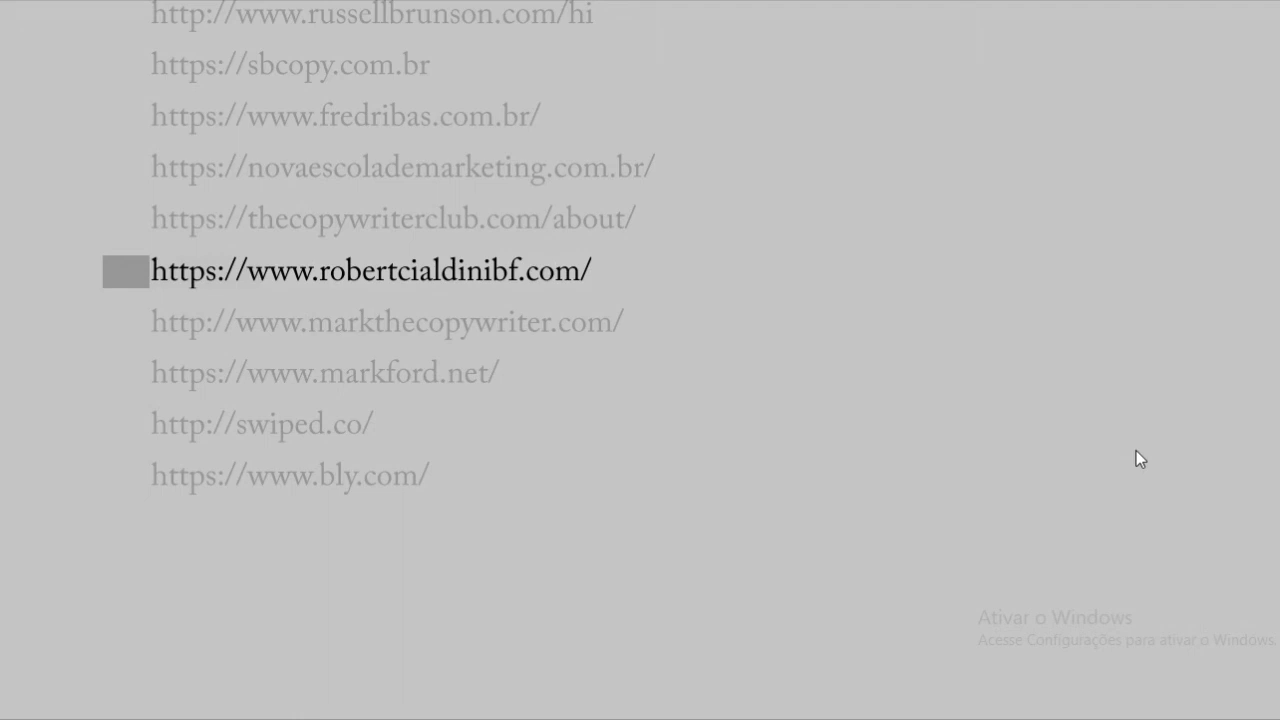 http://www.russellbrunson.com/hi
https://sbcopy.com.br
https://www.fredribas.com.br/
https://novaescolademarketing.com.br/
https://thecopywriterclub.com/about/
https://www.robertcialdinibf.com/
http://www.markthecopywriter.com/
https://www.markford.net/
http://swiped.co/
https://www.bly.com/
Ativar o Windows
Acesse Configurações para ativar o Windows.